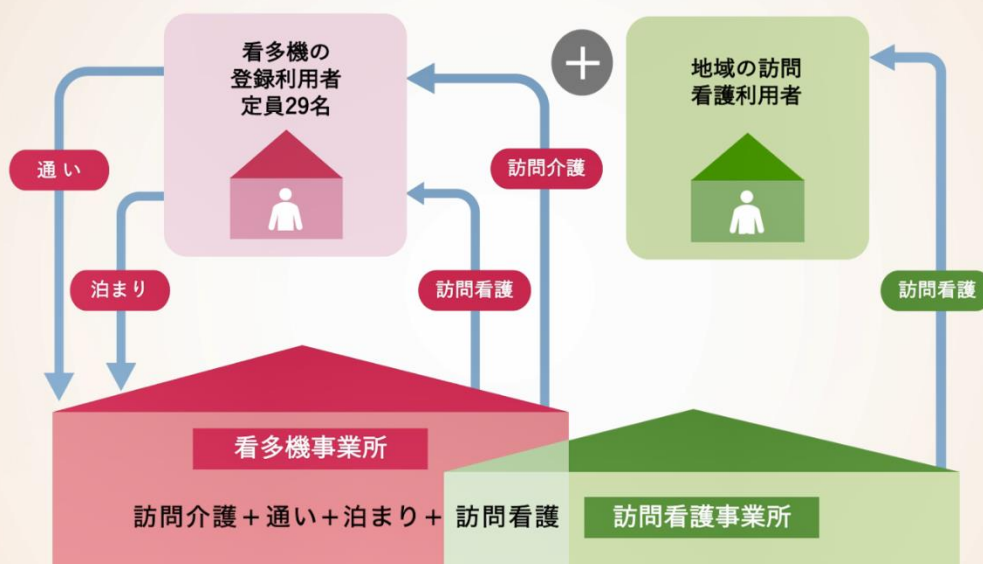 看多機の
登録利用者
定員29名
地域の訪問
看護利用者
通い
訪問介護
泊まり
訪問看護
訪問看護
看多機事業所
訪問介護＋通い＋泊まり＋訪問看護
訪問看護事業所